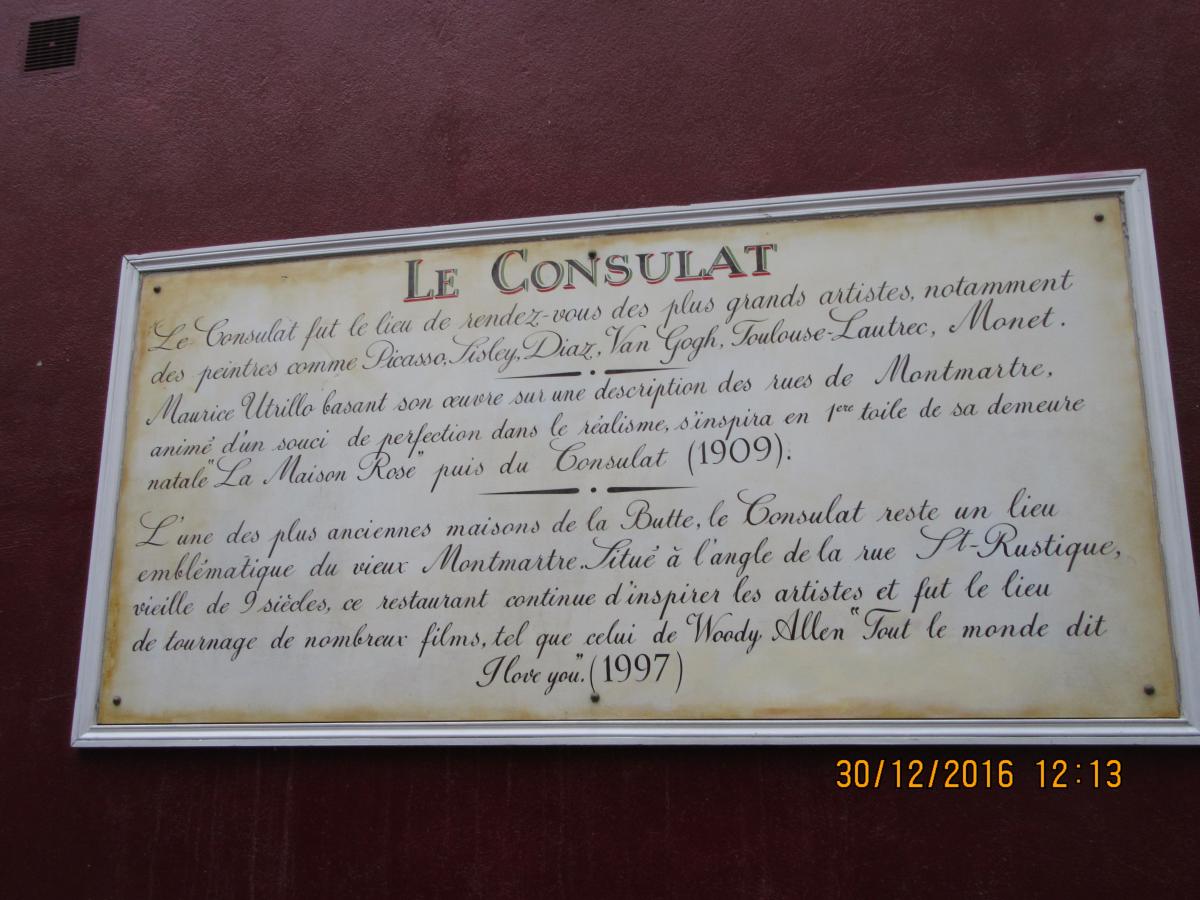 LE CONSULAT
Le Consulat fut le lieu de rendez-vous des plus grands artistes, notamment
des peintres comme Picasso, Sisley, Diaz, Van Gogh, Toulouse-Lautrec, Monet.
Maurice Utrillo basant son œuvre sur une description des rues de Montmartre,
animé d'un souci de perfection dans le réalisme, s'inspira en 1ere toile de sa demeure
natale "La Maison Rose" puis du Consulat (1909).
L'une des plus anciennes maisons de la Butte, le Consulat reste un lieu
emblématique du vieux Montmartre. Situé à l'angle de la rue St-Rustique,
vieille de 9 siècles, ce restaurant continue d'inspirer les artistes et fut le lieu
de tournage de nombreux films, tel que celui de Woody Allen "Tout le monde dit
I love you". (1997)
30/12/2016 12:13